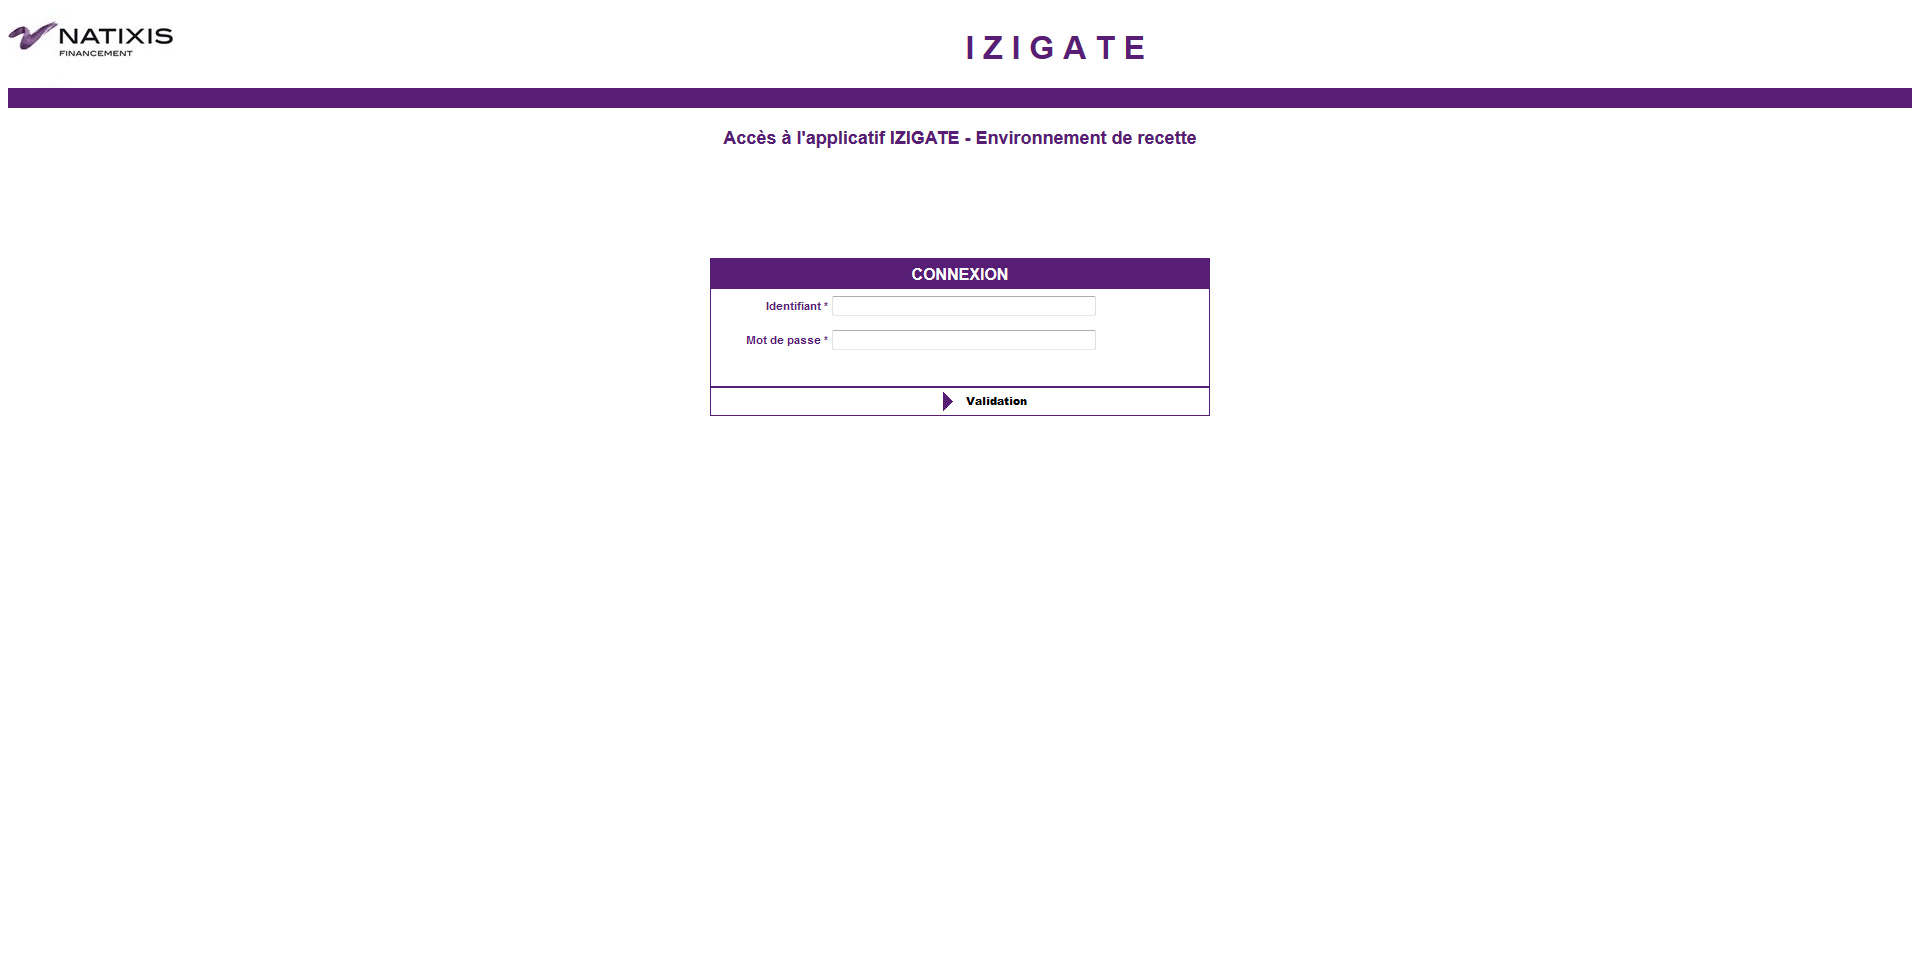 NATIXIS
FINANCEMENT
IZIGATE
Accès à l'applicatif IZIGATE - Environnement de recette
CONNEXION
Identifiant *
Mot de passe *
Validation